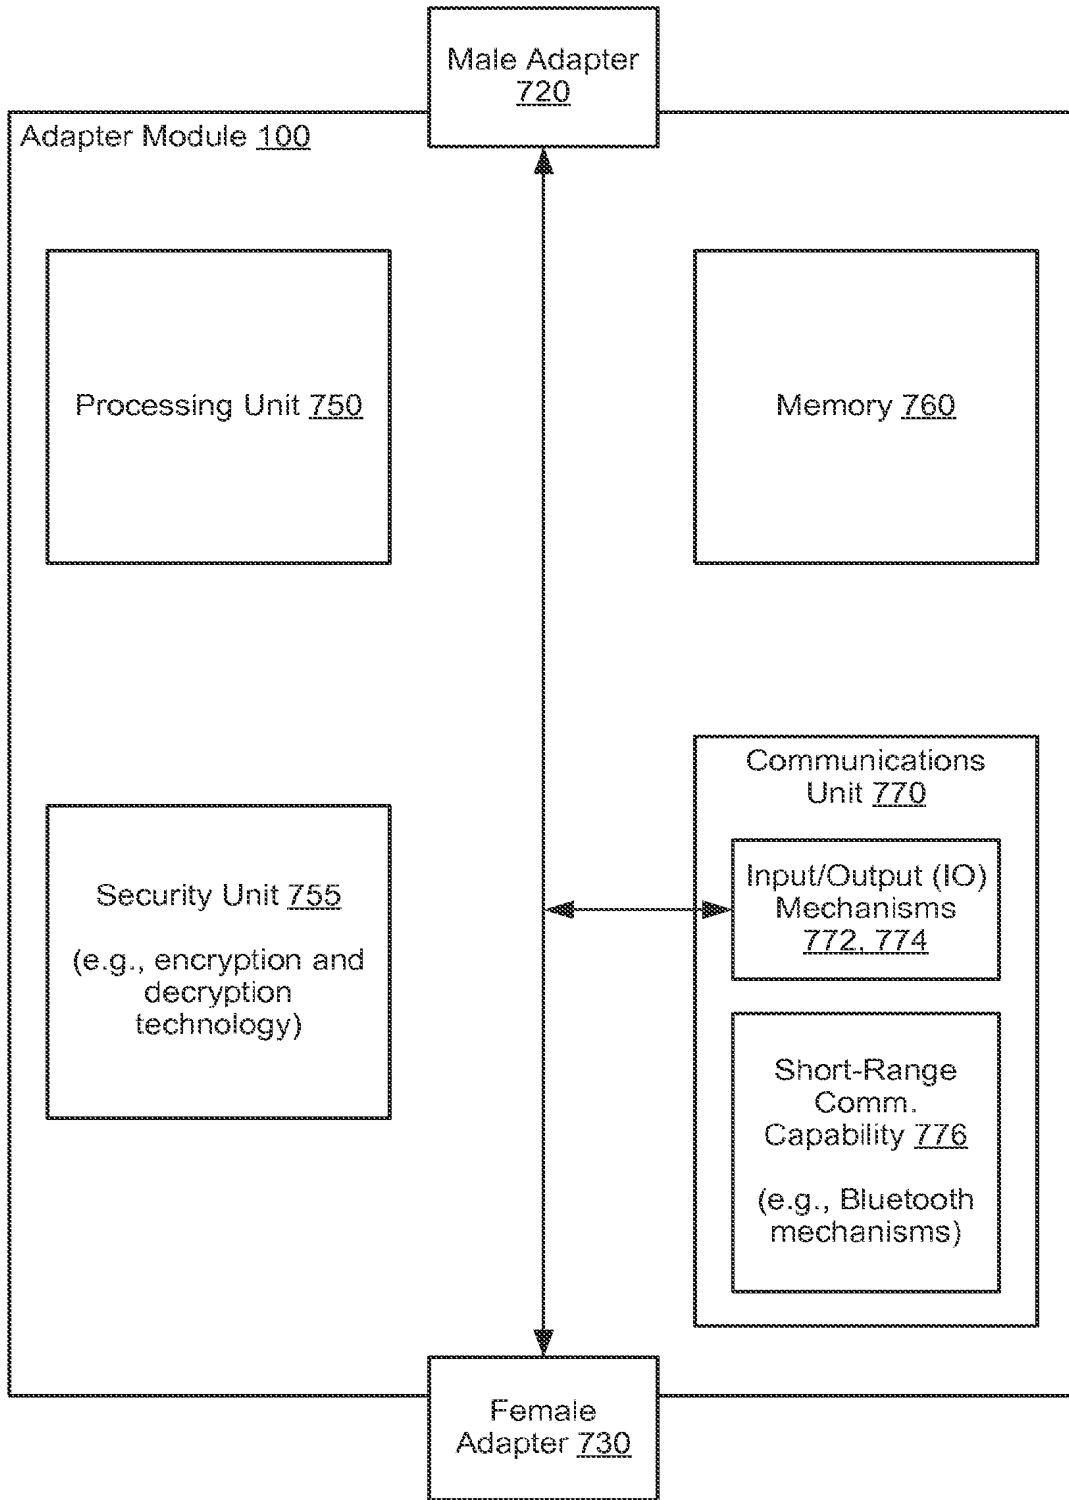 Male Adapter
720
Adapter Module 100
Processing Unit 750
Memory 760
Communications
Unit 770
Input/Output (IO)
Mechanisms
772, 774
Security Unit 755
(e.g., encryption and
decryption
technology)
Short-Range
Comm.
Capability 776
(e.g., Bluetooth
mechanisms)
Female
Adapter 730